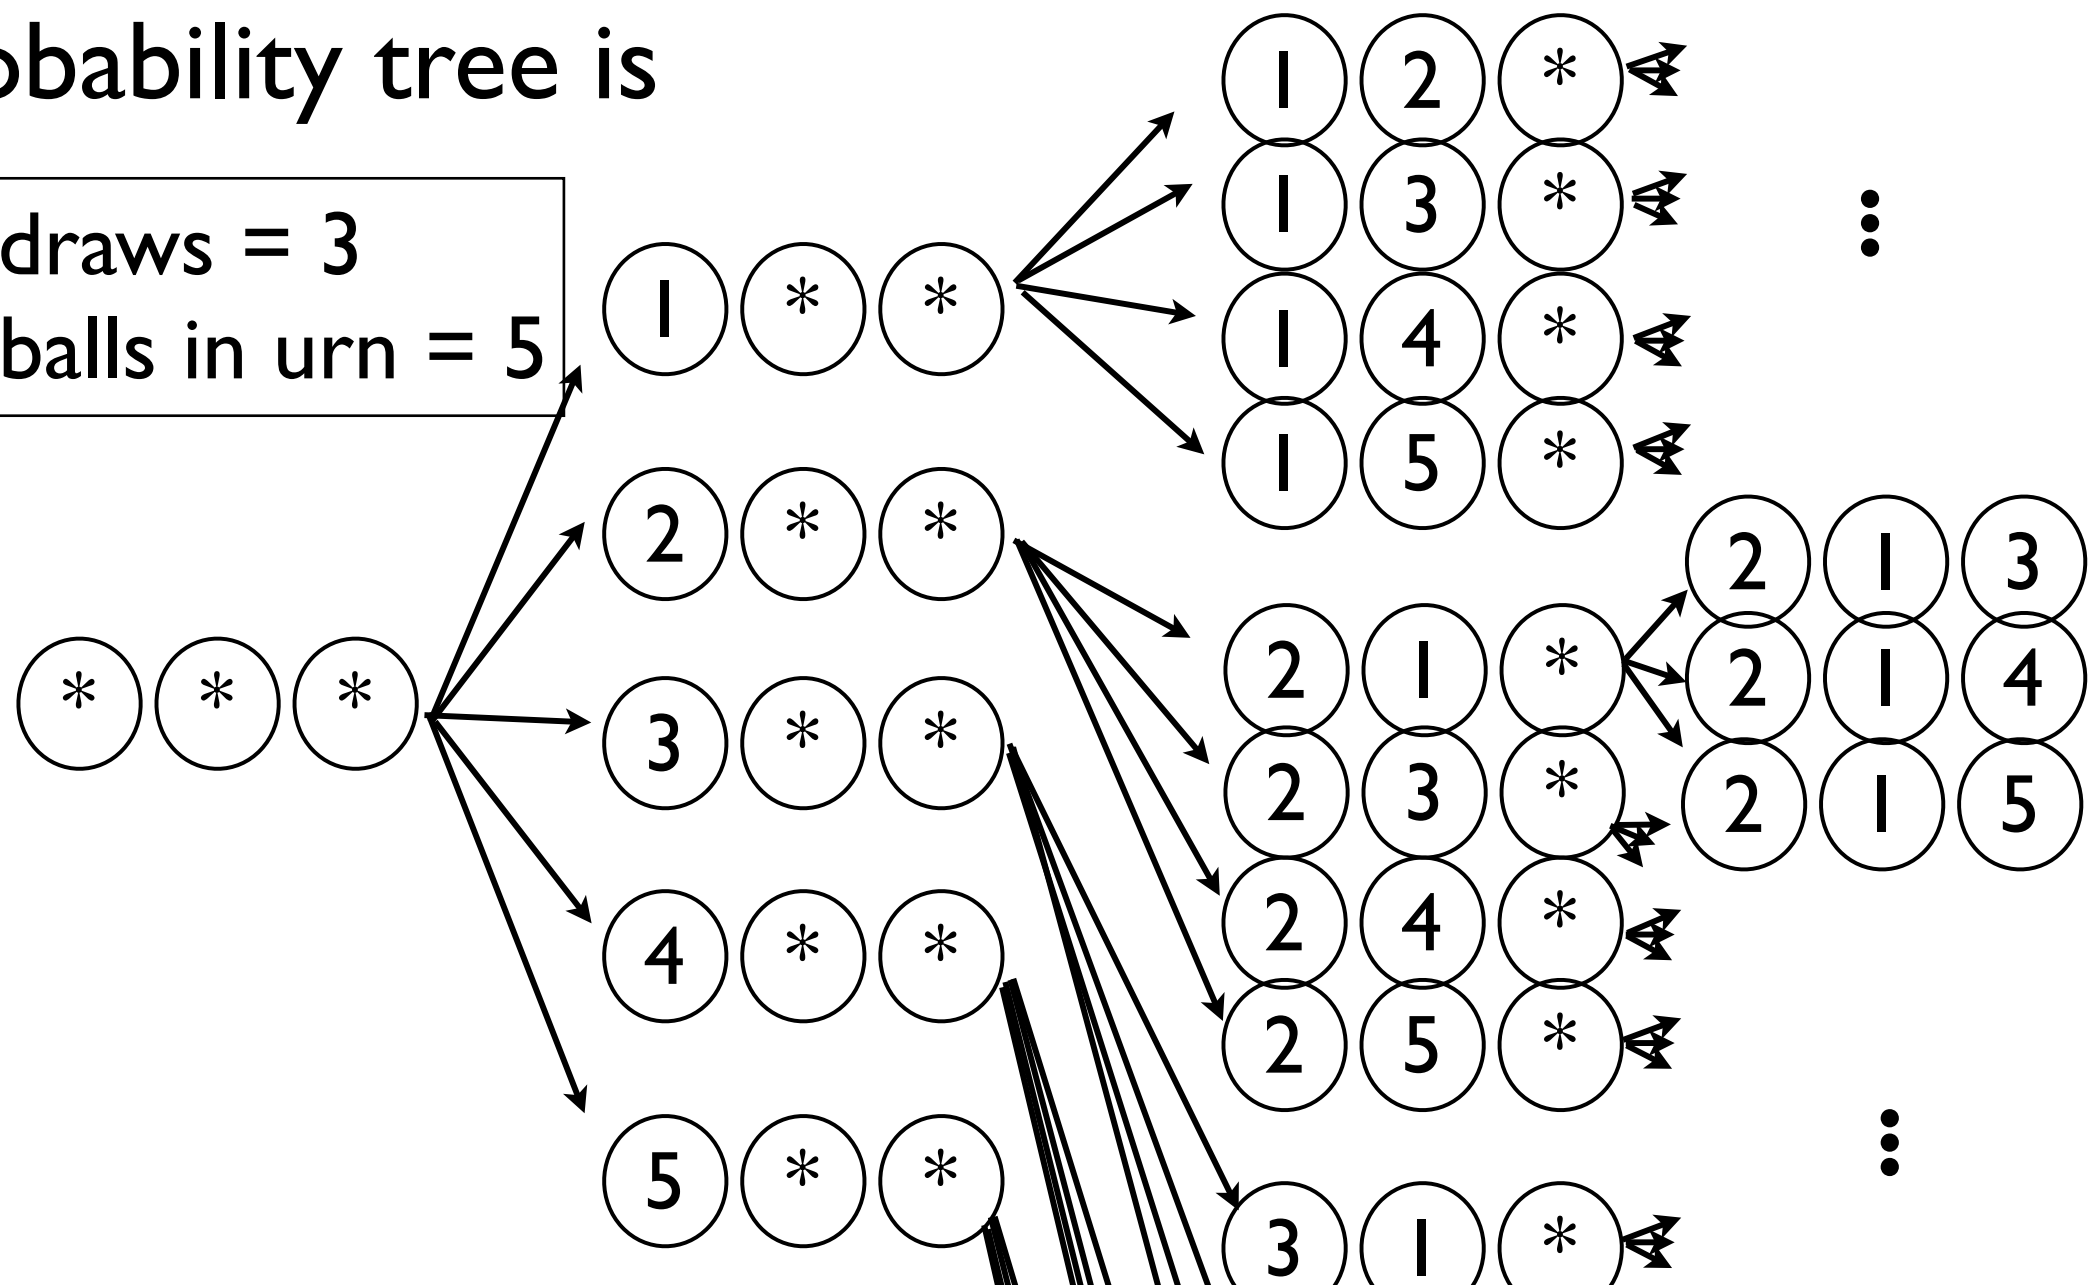 obability tree is
draws = 3
balls in urn = 5
* * *
1 * *
2 * *
3 * *
4 * *
5 * *
1 2 *
1 3 *
1 4 *
1 5 *
2 1 *
2 3 *
2 4 *
2 5 *
3 1 *
2 1 3
2 1 4
2 1 5